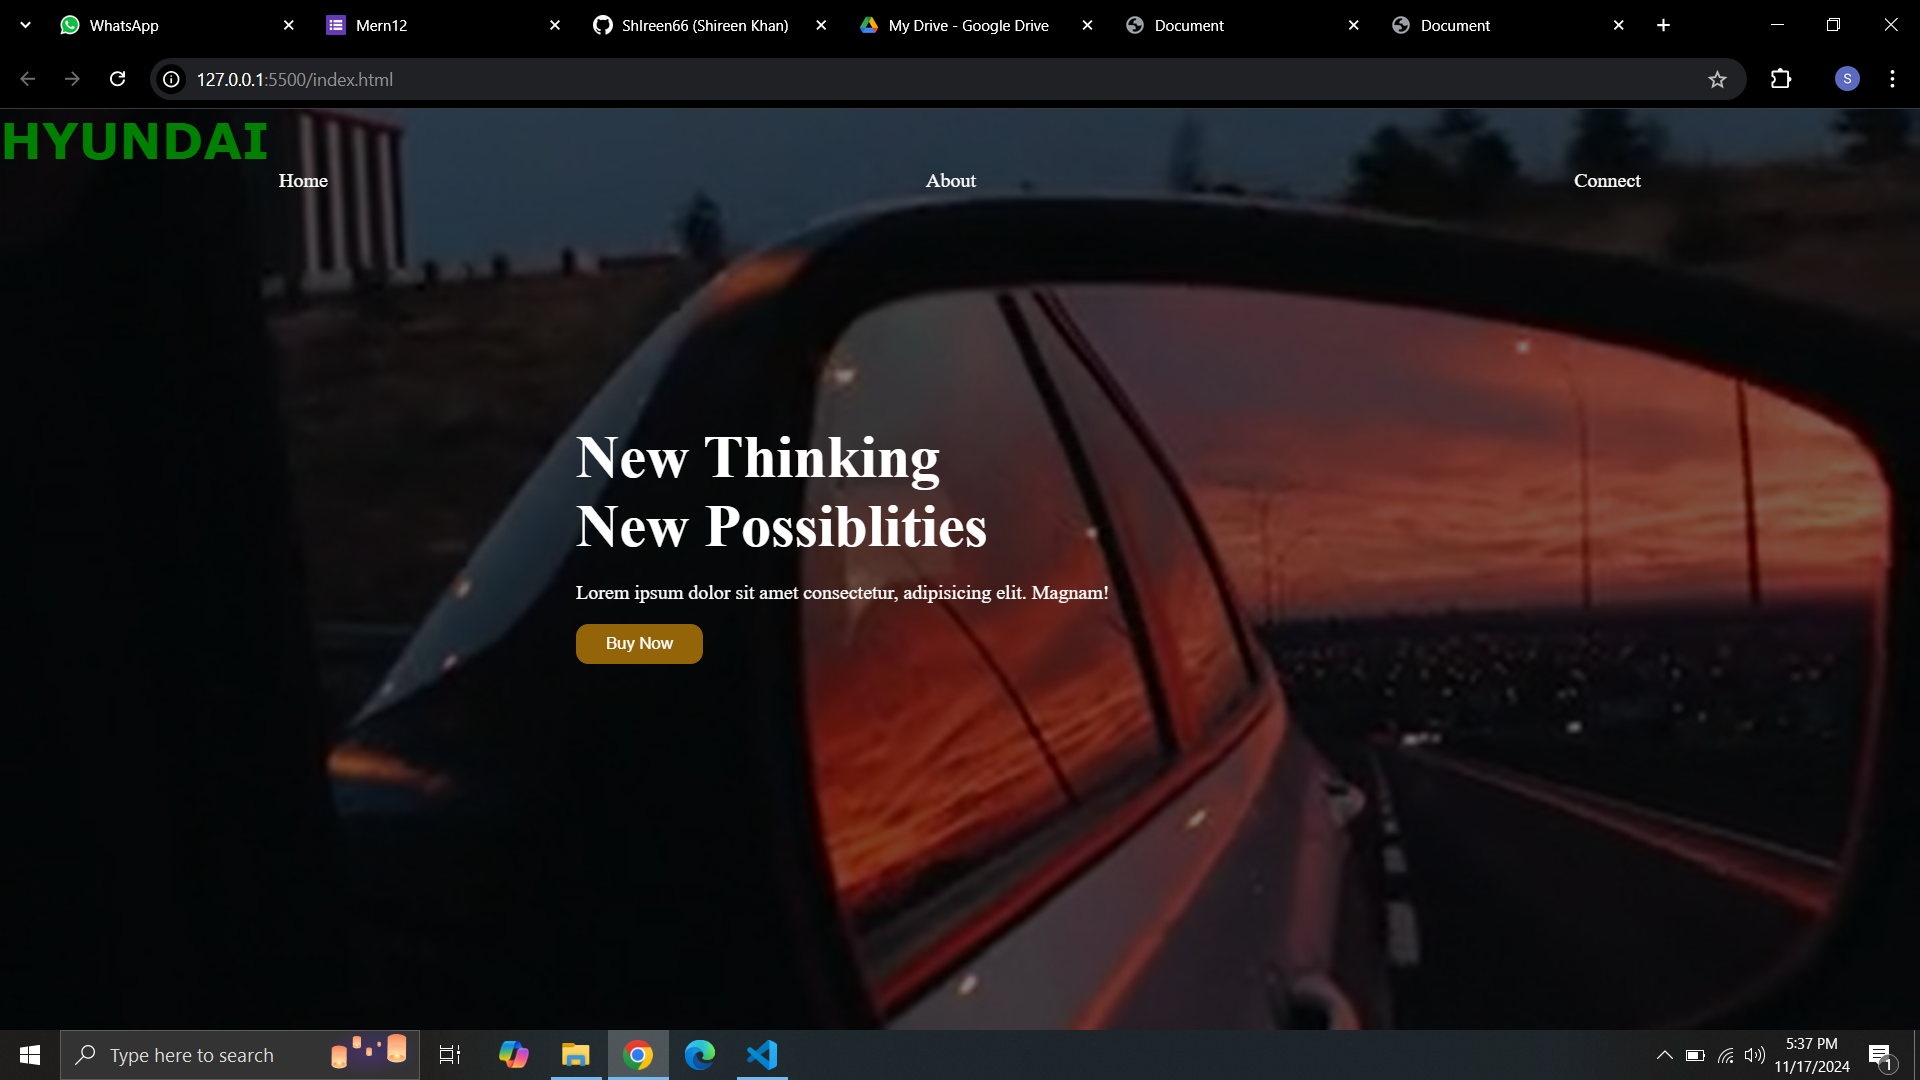 WhatsApp
Mern12
ShIreen66 (Shireen Khan)
My Drive - Google Drive
Document
Document
127.0.0.1:5500/index.html
S
HYUNDAI
Home
About
Connect
New Thinking
New Possiblities
Lorem ipsum dolor sit amet consectetur, adipisicing elit. Magnam!
Buy Now
Type here to search
5:37 PM
11/17/2024
1